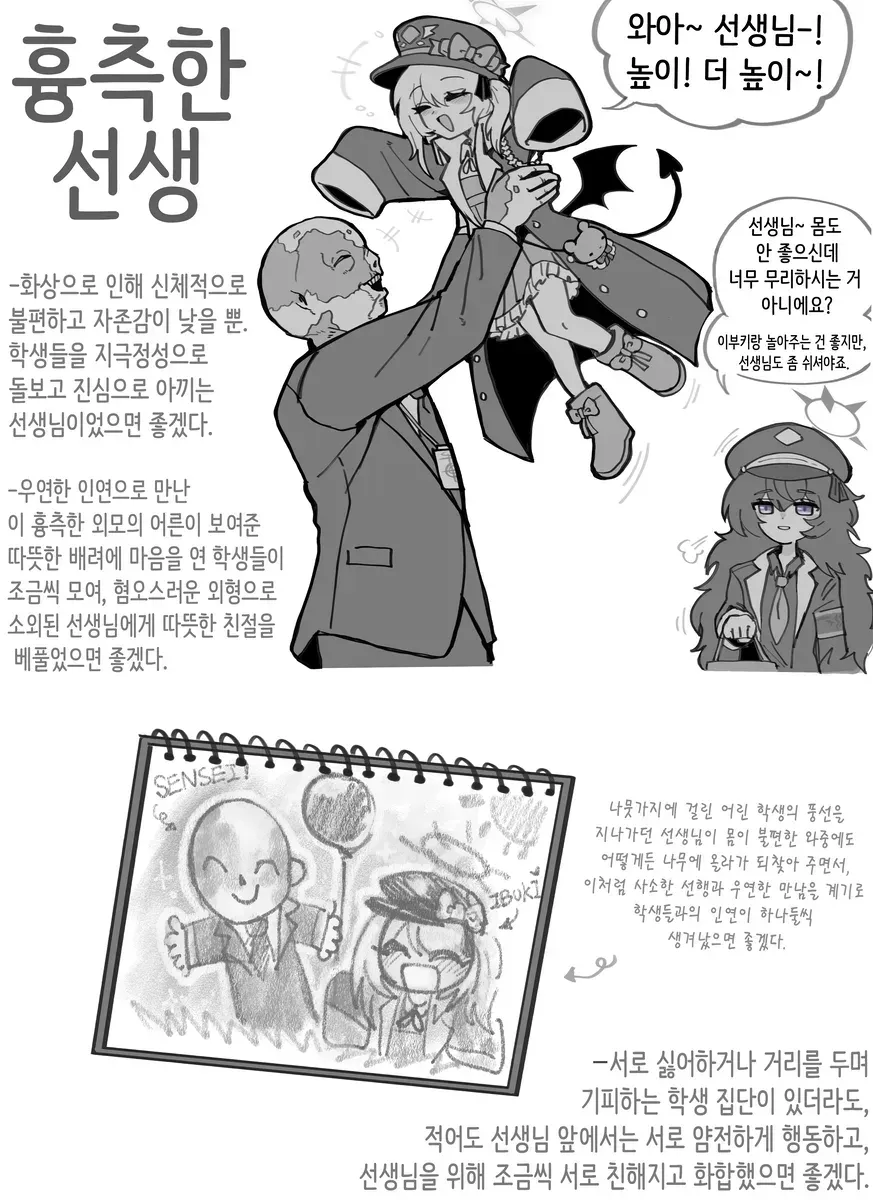 흉측한
선생
와아~ 선생님-!
높이! 더 높이~!
선생님~ 몸도
안 좋으신데
너무 무리하시는 거
아니에요?
이부키랑 놀아주는 건 좋지만,
선생님도 좀 쉬셔야죠.
-화상으로 인해 신체적으로
불편하고 자존감이 낮을 뿐.
학생들을 지극정성으로
돌보고 진심으로 아끼는
선생님이었으면 좋겠다.
-우연한 인연으로 만난
이 흉측한 외모의 어른이 보여준
따뜻한 배려에 마음을 연 학생들이
조금씩 모여, 혐오스러운 외형으로
소외된 선생님에게 따뜻한 친절을
베풀었으면 좋겠다.
SENSEI!
IBUKI
나뭇가지에 걸린 어린 학생의 풍선을
지나가던 선생님이 몸이 불편한 와중에도
어떻게든 나무에 올라가 되찾아 주면서,
이처럼 사소한 선행과 우연한 만남을 계기로
학생들과의 인연이 하나둘씩
생겨났으면 좋겠다.
-서로 싫어하거나 거리를 두며
기피하는 학생 집단이 있더라도,
적어도 선생님 앞에서는 서로 얌전하게 행동하고,
선생님을 위해 조금씩 서로 친해지고 화합했으면 좋겠다.